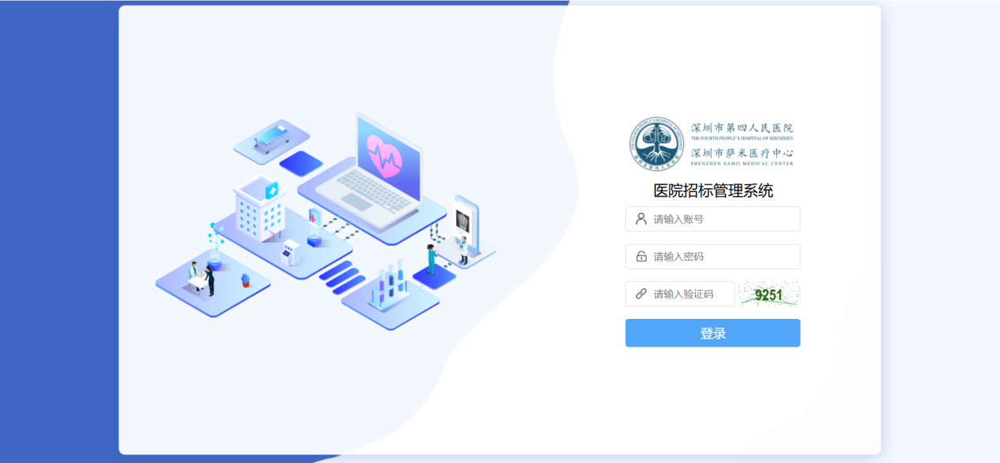 深圳市第四人民医院
THE FOURTH PEOPLE'S HOSPITAL OF SHENZHEN
深圳市萨米医疗中心
SHENZHEN SAMII MEDICAL CENTER
医院招标管理系统
请输入账号
请输入密码
请输入验证码
9251
登录